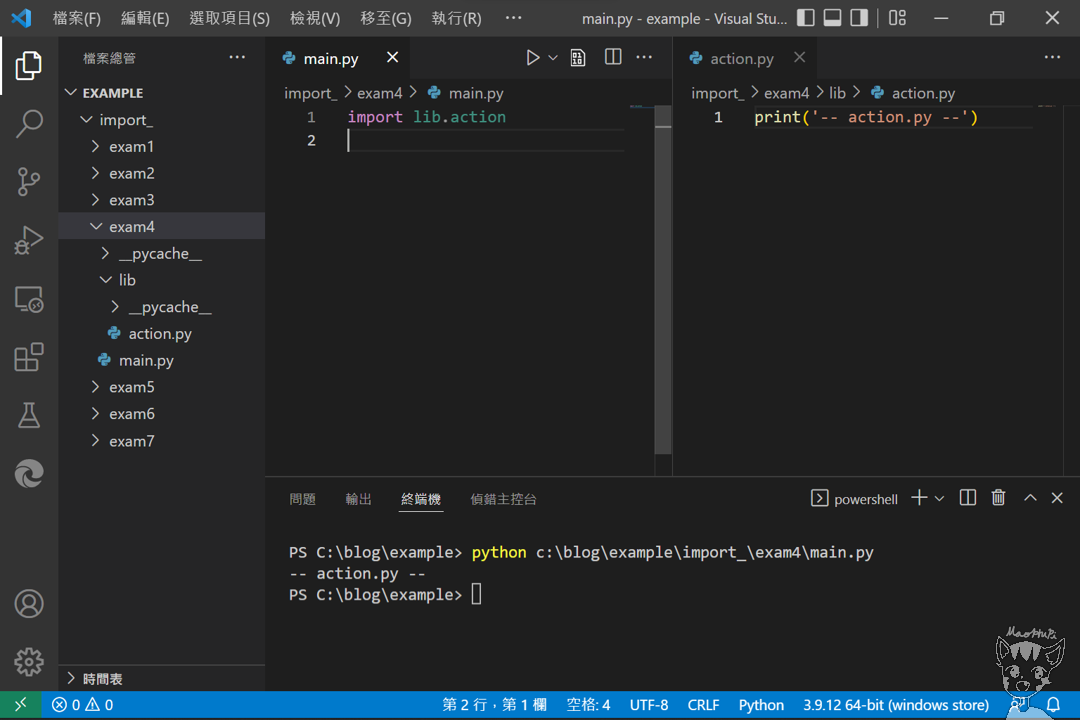 檔案(F) 編輯(E) 選取項目(S) 檢視(V) 移至(G) 執行(R) ··· main.py - example - Visual Stu...
檔案總管 ···
EXAMPLE
import_
exam1
exam2
exam3
exam4
__pycache__
lib
__pycache__
action.py
main.py
exam5
exam6
exam7
時間表
main.py
import_ > exam4 > main.py
1 import lib.action
2
action.py
import_ > exam4 > lib > action.py
1 print('-- action.py --')
問題 輸出 終端機 偵錯主控台 powershell
PS C:\blog\example> python c:\blog\example\import_\exam4\main.py
-- action.py --
PS C:\blog\example>
MaoHuPi
0 0 第 2 行，第 1 欄 空格: 4 UTF-8 CRLF Python 3.9.12 64-bit (windows store)